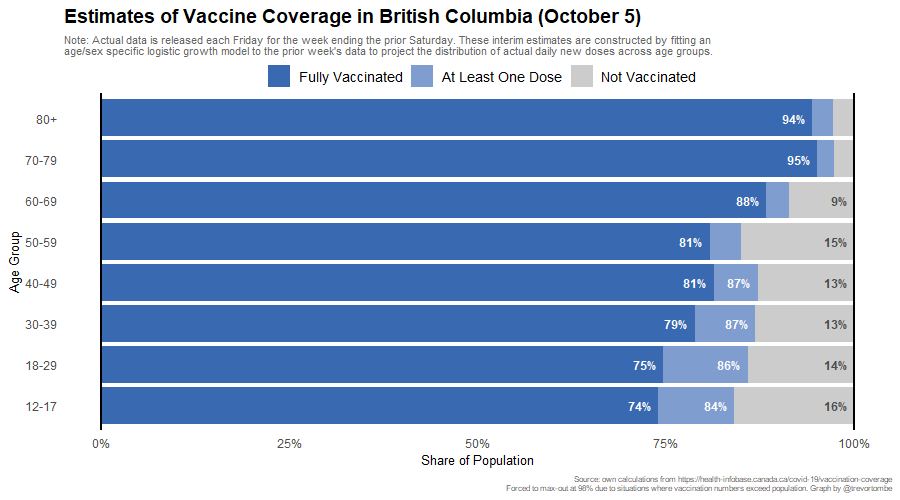 Estimates of Vaccine Coverage in British Columbia (October 5)
Note: Actual data is released each Friday for the week ending the prior Saturday. These interim estimates are constructed by fitting an
age/sex specific logistic growth model to the prior week's data to project the distribution of actual daily new doses across age groups.
Fully Vaccinated At Least One Dose Not Vaccinated
80+ 94%
70-79 95%
60-69 88% 9%
50-59 81% 15%
40-49 81% 87% 13%
30-39 79% 87% 13%
18-29 75% 86% 14%
12-17 74% 84% 16%
Age Group
0% 25% 50% 75% 100%
Share of Population
Source: own calculations from https://health-infobase.canada.ca/covid-19/vaccination-coverage
Forced to max-out at 98% due to situations where vaccination numbers exceed population. Graph by @trevortombe